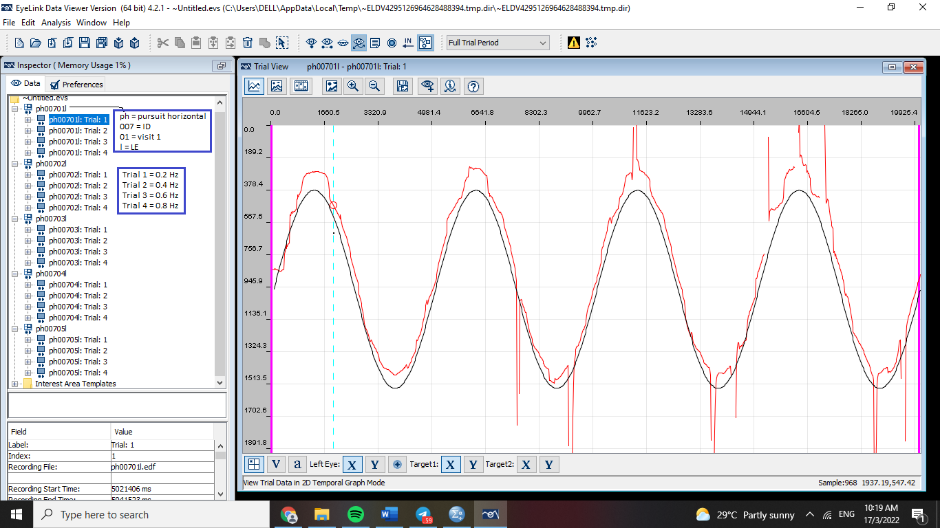 EyeLink Data Viewer Version (64 bit) 4.2.1 - ~Untitled.evs (C:\Users\DELL\AppData\Local\Temp\~ELDV4295126964628488394.tmp.dir\~ELDV4295126964628488394.tmp.dir)
File Edit Analysis Window Help
IN
Full Trial Period
Inspector ( Memory Usage 1% )
Data Preferences
~Untitled.evs
ph00701l
ph00701l: Trial: 1
ph00701l: Trial: 2
ph00701l: Trial: 3
ph00701l: Trial: 4
ph00702l
ph00702l: Trial: 1
ph00702l: Trial: 2
ph00702l: Trial: 3
ph00702l: Trial: 4
ph00703l
ph00703l: Trial: 1
ph00703l: Trial: 2
ph00703l: Trial: 3
ph00703l: Trial: 4
ph00704l
ph00704l: Trial: 1
ph00704l: Trial: 2
ph00704l: Trial: 3
ph00704l: Trial: 4
ph00705l
ph00705l: Trial: 1
ph00705l: Trial: 2
ph00705l: Trial: 3
ph00705l: Trial: 4
Interest Area Templates
ph = pursuit horizontal
007 = ID
01 = visit 1
l = LE
Trial 1 = 0.2 Hz
Trial 2 = 0.4 Hz
Trial 3 = 0.6 Hz
Trial 4 = 0.8 Hz
Field Value
Label: Trial: 1
Index: 1
Recording File: ph00701l.edf
Recording Start Time: 5021406 ms
Recording End Time:
Trial View ph00701l - ph00701l: Trial: 1
0.0 1660.5 3320.9 4981.4 6641.9 8302.4 9962.8 11623.3 13283.6 14944.1 16604.6 18265.1 19926.4
0.0
189.2
378.4
567.5
756.7
945.9
1135.1
1324.3
1513.5
1702.6
1891.8
V a Left Eye: X Y Target1: X Y Target2: X Y
View Trial Data in 2D Temporal Graph Mode
Sample:968 1937.19,547.42
Type here to search
29°C Partly sunny
ENG
10:19 AM
17/3/2022